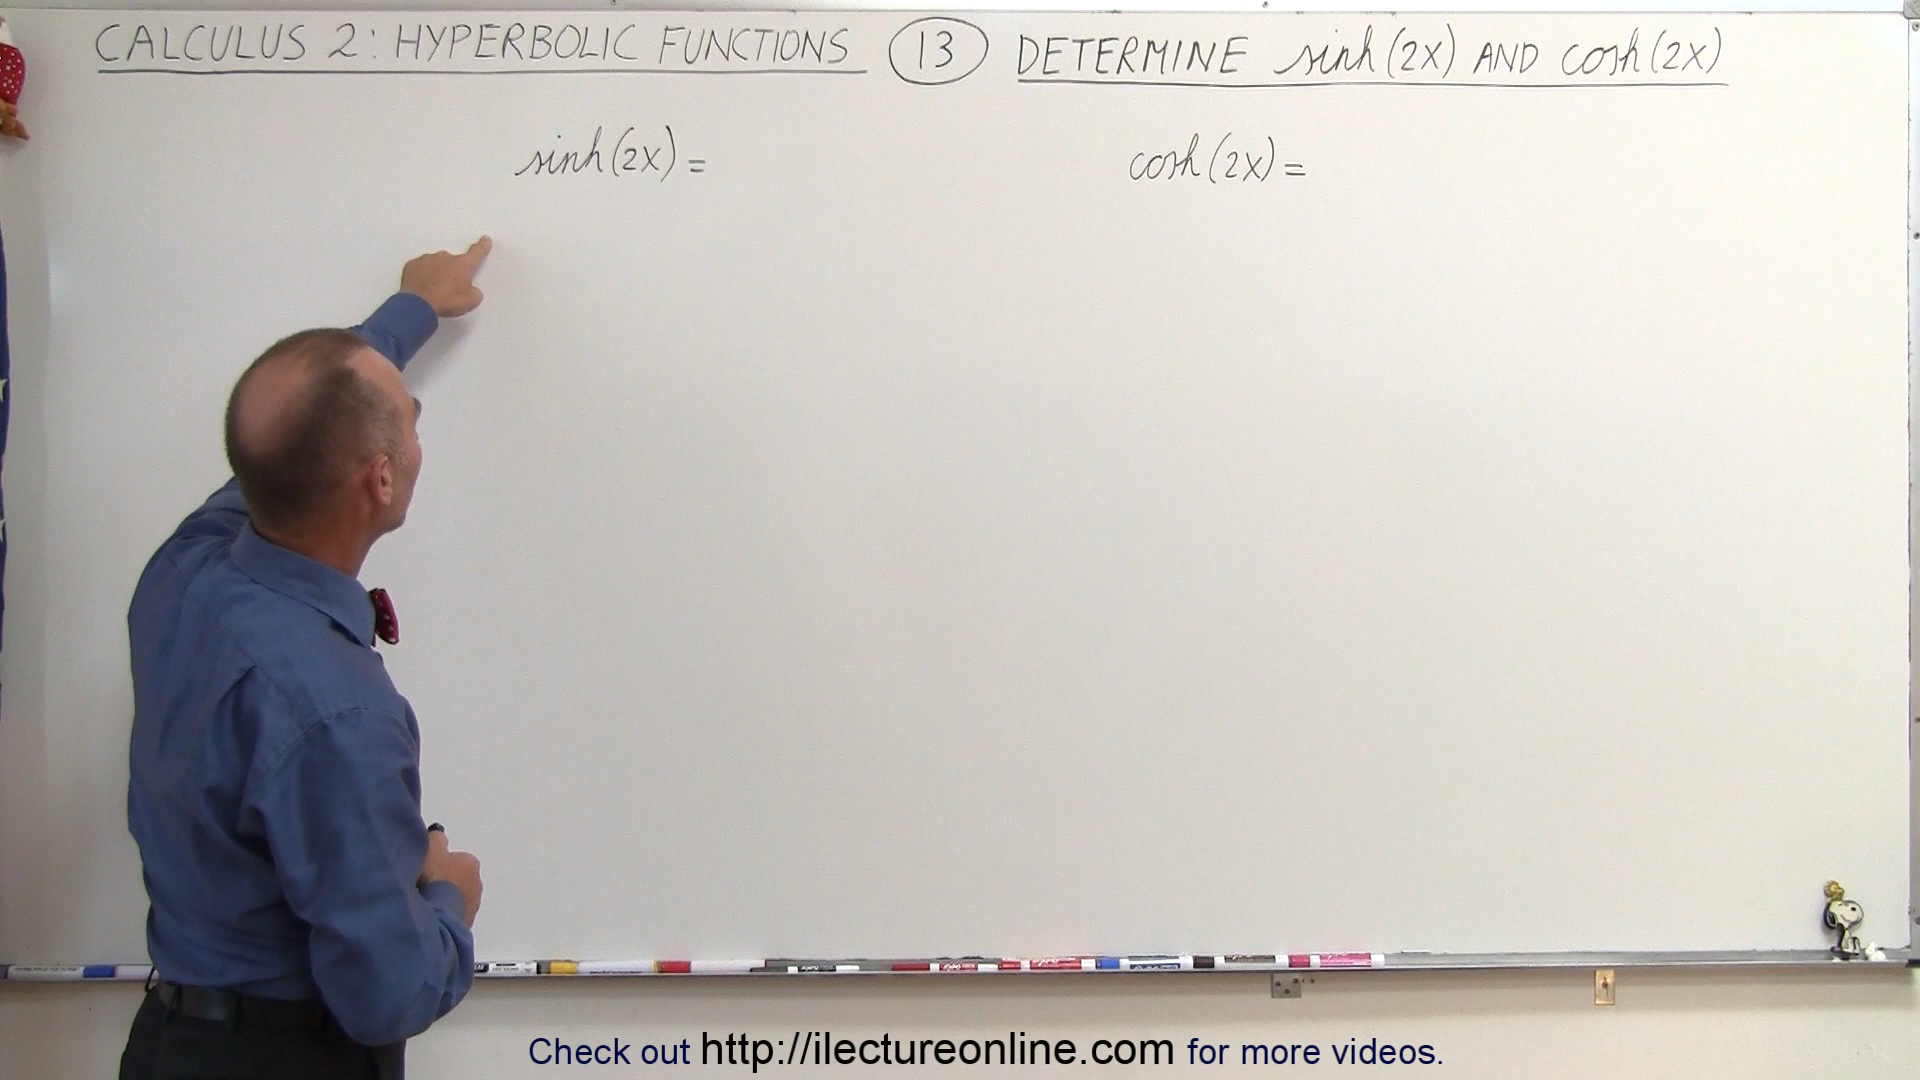 CALCULUS 2: HYPERBOLIC FUNCTIONS 13 DETERMINE sinh(2X) AND cosh(2X)
sinh(2X) = cosh(2X) =
Check out http://ilectureonline.com for more videos.